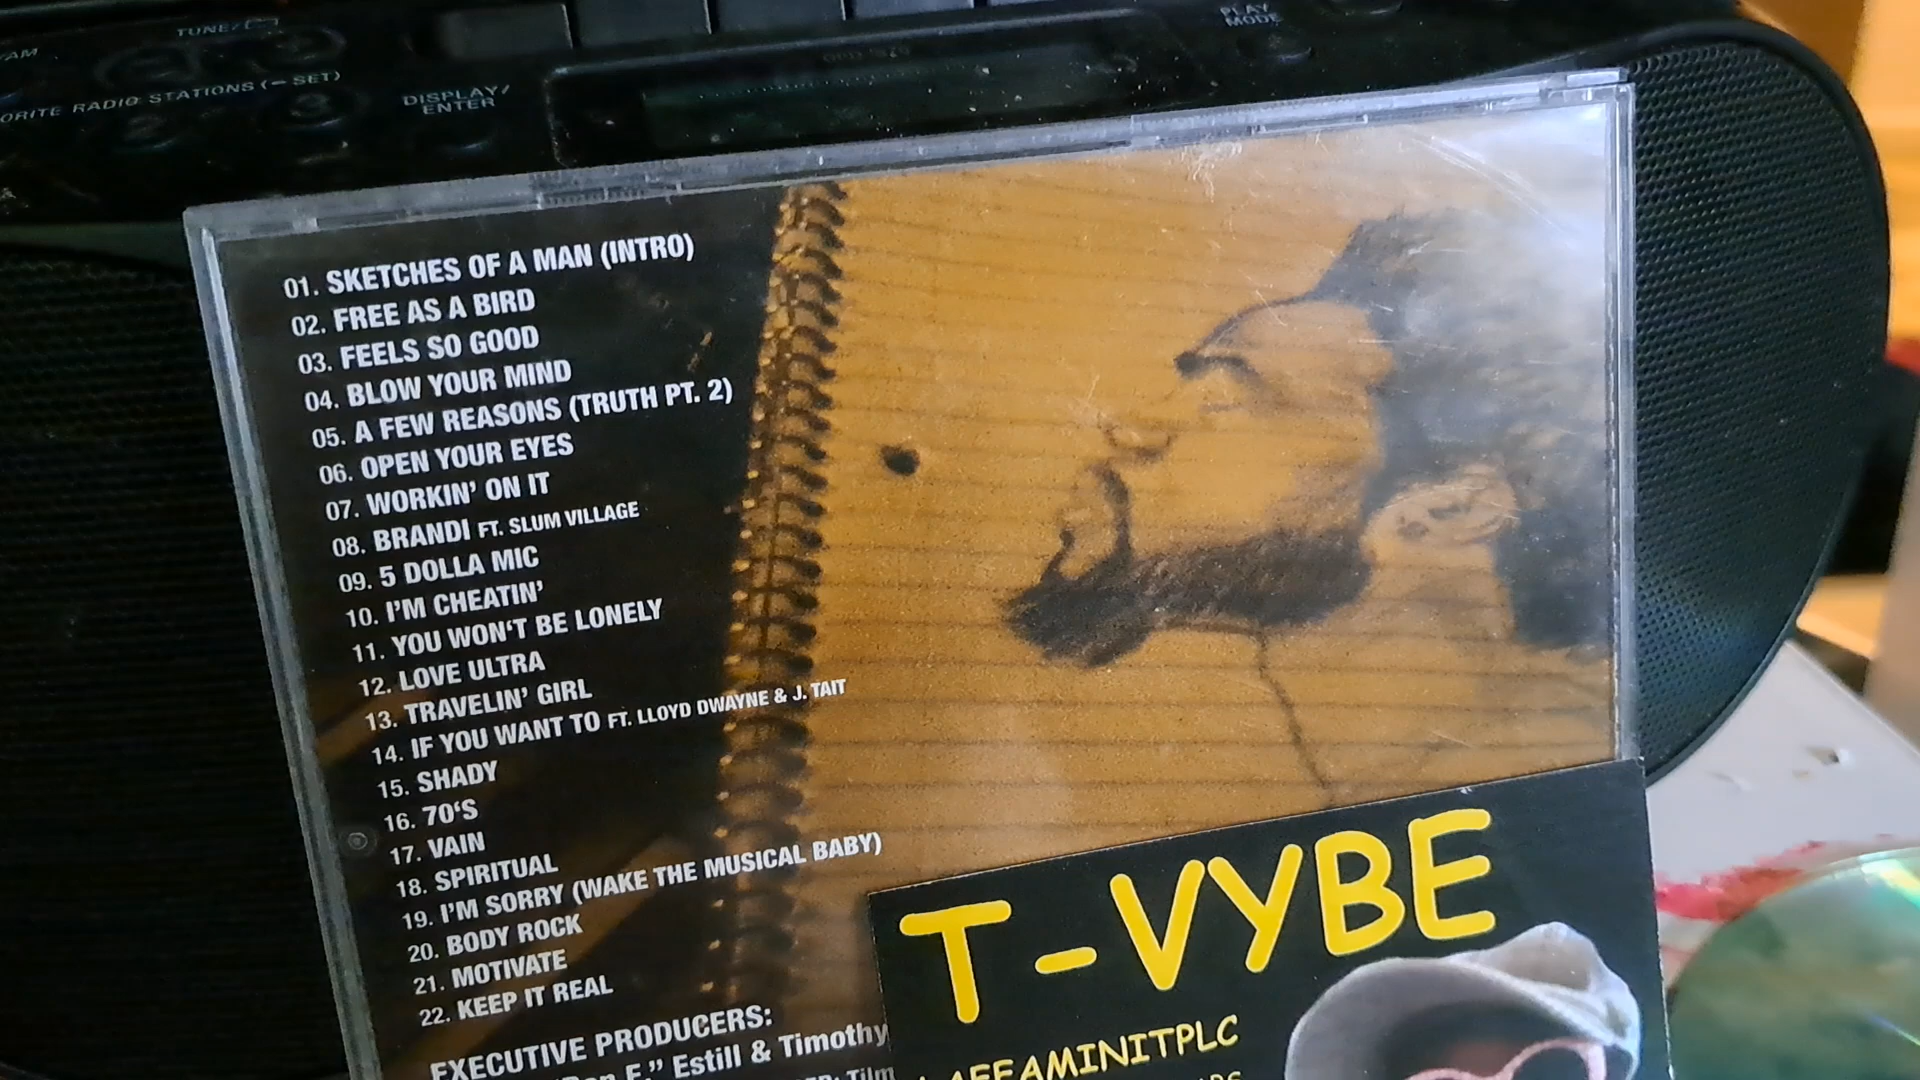 TUNE/
DISPLAY/
ENTER
PLAY
MODE
RADIO STATIONS (– SET)
2
3
01. SKETCHES OF A MAN (INTRO)
02. FREE AS A BIRD
03. FEELS SO GOOD
04. BLOW YOUR MIND
05. A FEW REASONS (TRUTH PT. 2)
06. OPEN YOUR EYES
07. WORKIN' ON IT
08. BRANDI FT. SLUM VILLAGE
09. 5 DOLLA MIC
10. I'M CHEATIN'
11. YOU WON'T BE LONELY
12. LOVE ULTRA
13. TRAVELIN' GIRL
14. IF YOU WANT TO FT. LLOYD DWAYNE & J. TAIT
15. SHADY
16. 70'S
17. VAIN
18. SPIRITUAL
19. I'M SORRY (WAKE THE MUSICAL BABY)
20. BODY ROCK
21. MOTIVATE
22. KEEP IT REAL
EXECUTIVE PRODUCERS:
Estill & Timothy
T-VYBE